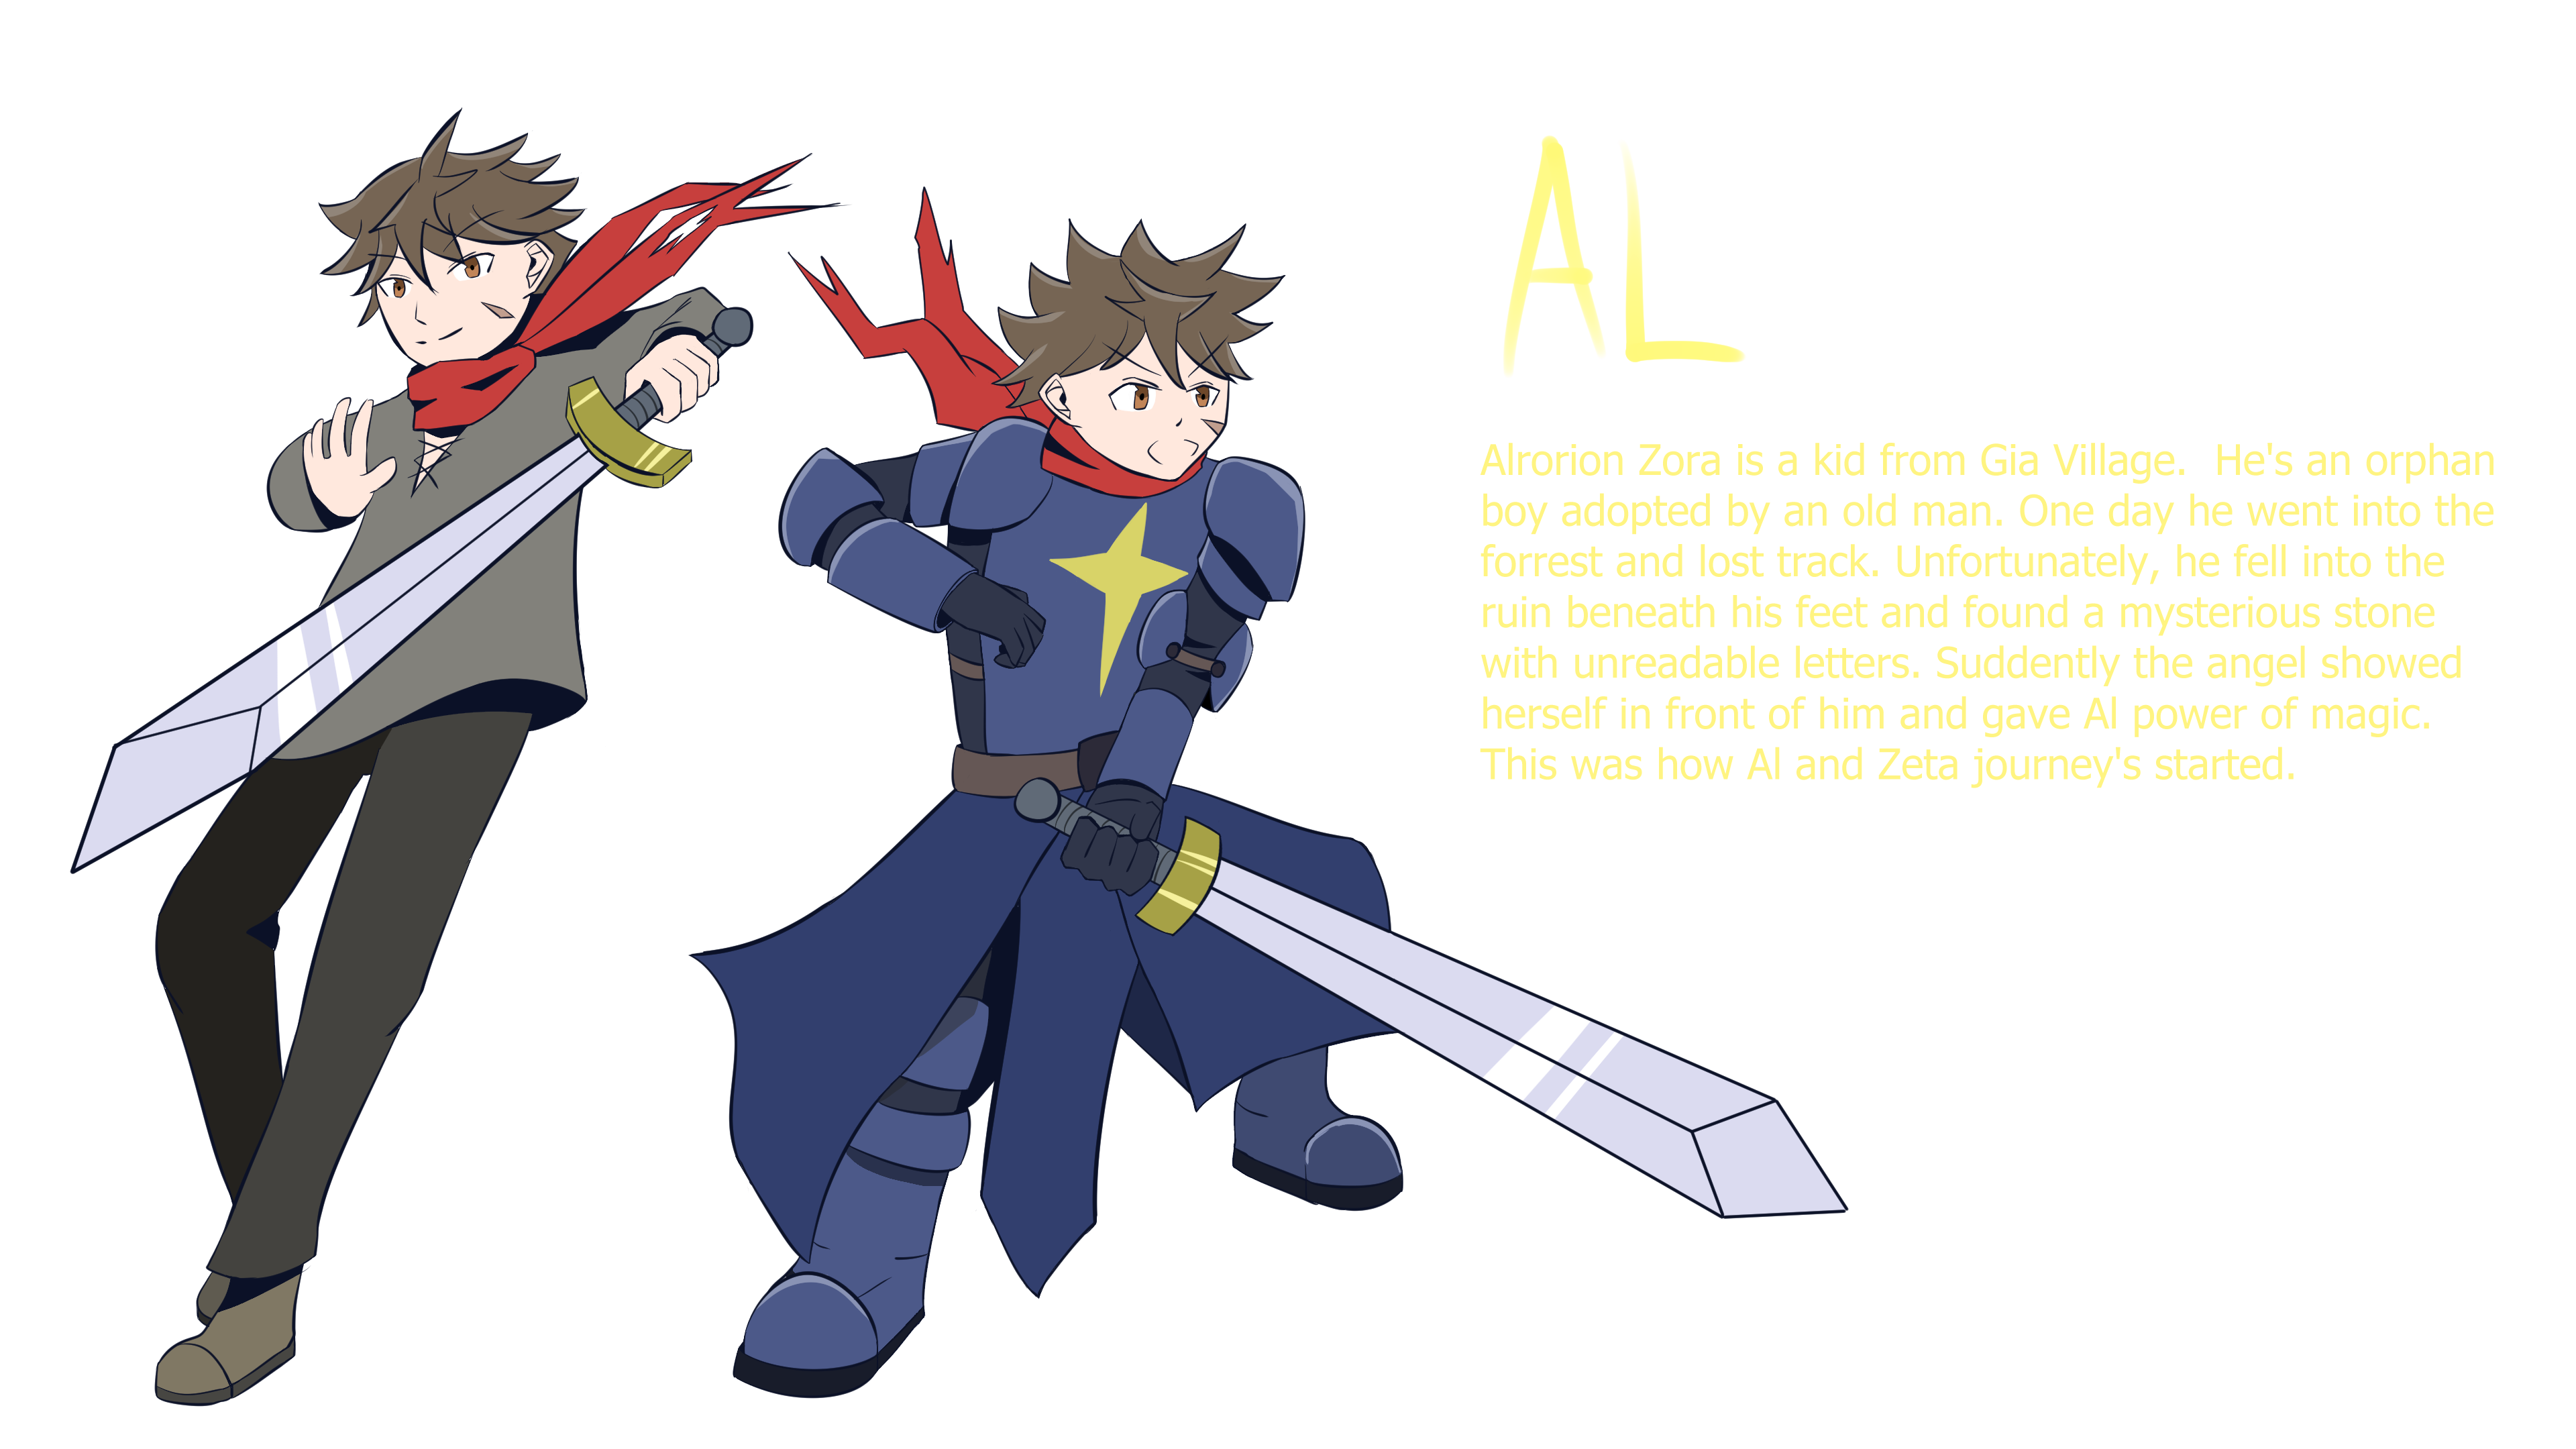 AL
Alrorion Zora is a kid from Gia Village.  He's an orphan
boy adopted by an old man. One day he went into the
forrest and lost track. Unfortunately, he fell into the
ruin beneath his feet and found a mysterious stone
with unreadable letters. Suddently the angel showed
herself in front of him and gave Al power of magic.
This was how Al and Zeta journey's started.